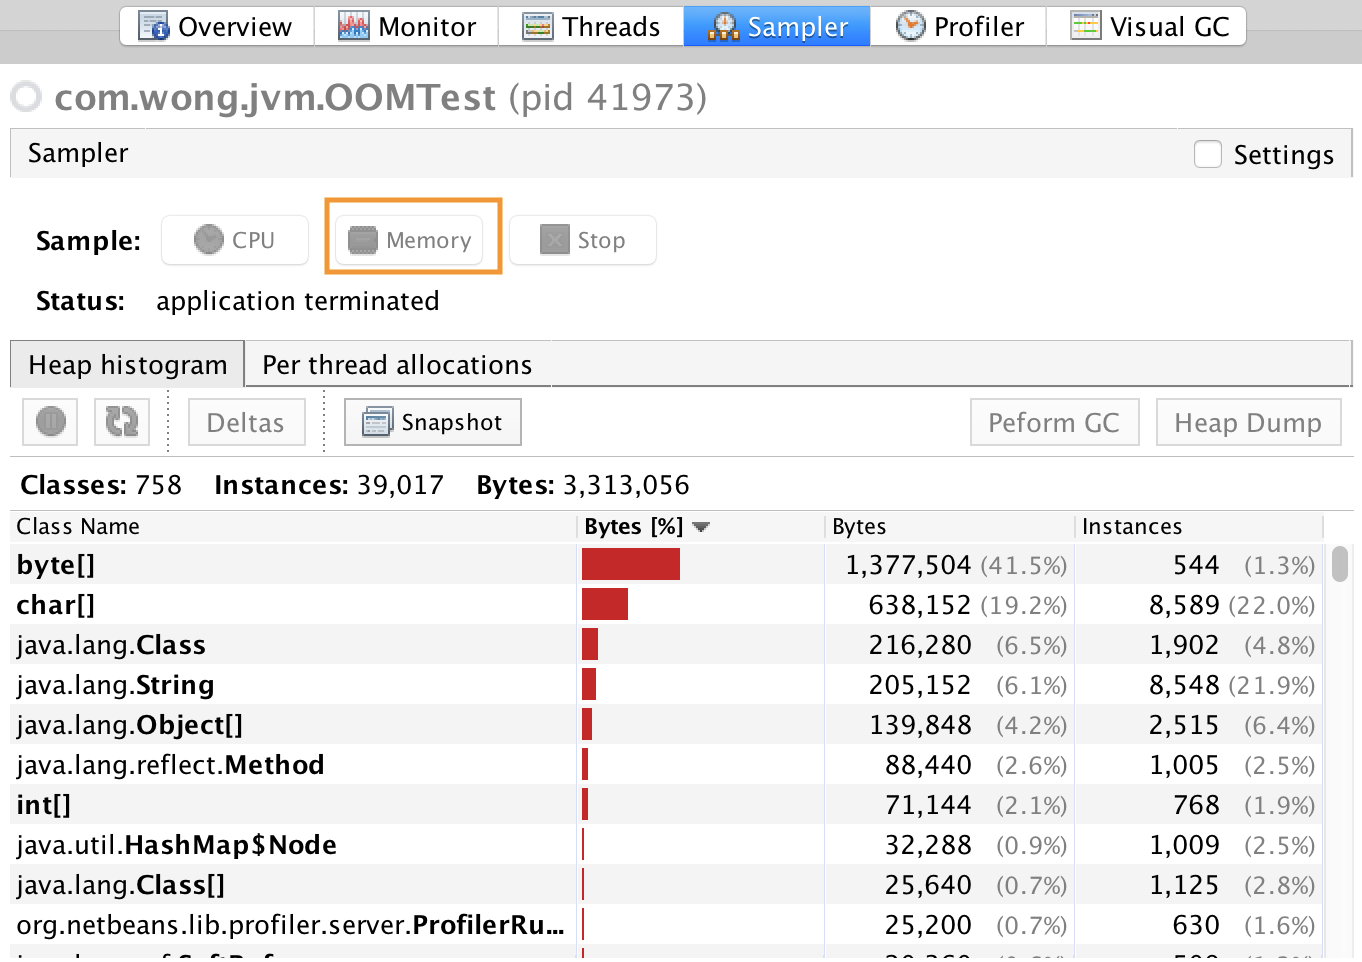 Overview Monitor Threads Sampler Profiler Visual GC
com.wong.jvm.OOMTest (pid 41973)
Sampler Settings
Sample: CPU Memory Stop
Status: application terminated
Heap histogram Per thread allocations
Deltas Snapshot Peform GC Heap Dump
Classes: 758 Instances: 39,017 Bytes: 3,313,056
Class Name Bytes [%] Bytes Instances
byte[] 1,377,504 (41.5%) 544 (1.3%)
char[] 638,152 (19.2%) 8,589 (22.0%)
java.lang.Class 216,280 (6.5%) 1,902 (4.8%)
java.lang.String 205,152 (6.1%) 8,548 (21.9%)
java.lang.Object[] 139,848 (4.2%) 2,515 (6.4%)
java.lang.reflect.Method 88,440 (2.6%) 1,005 (2.5%)
int[] 71,144 (2.1%) 768 (1.9%)
java.util.HashMap$Node 32,288 (0.9%) 1,009 (2.5%)
java.lang.Class[] 25,640 (0.7%) 1,125 (2.8%)
org.netbeans.lib.profiler.server.ProfilerRu... 25,200 (0.7%) 630 (1.6%)